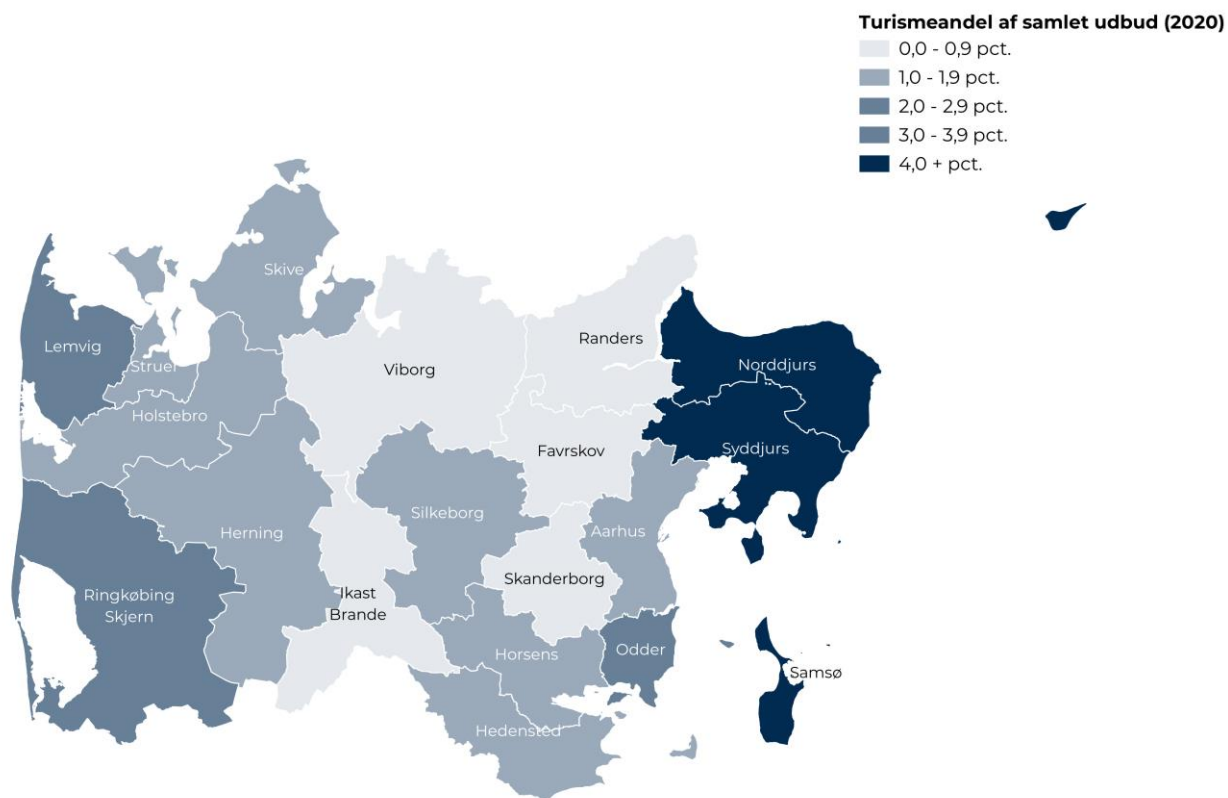 Turismeandel af samlet udbud (2020)
0,0 - 0,9 pct.
1,0 - 1,9 pct.
2,0 - 2,9 pct.
3,0 - 3,9 pct.
4,0 + pct.
Skive
Lemvig
Struer
Holstebro
Viborg
Randers
Norddjurs
Syddjurs
Favrskov
Silkeborg
Herning
Aarhus
Skanderborg
Ringkøbing
Skjern
Ikast
Brande
Horsens
Odder
Samsø
Hedensted